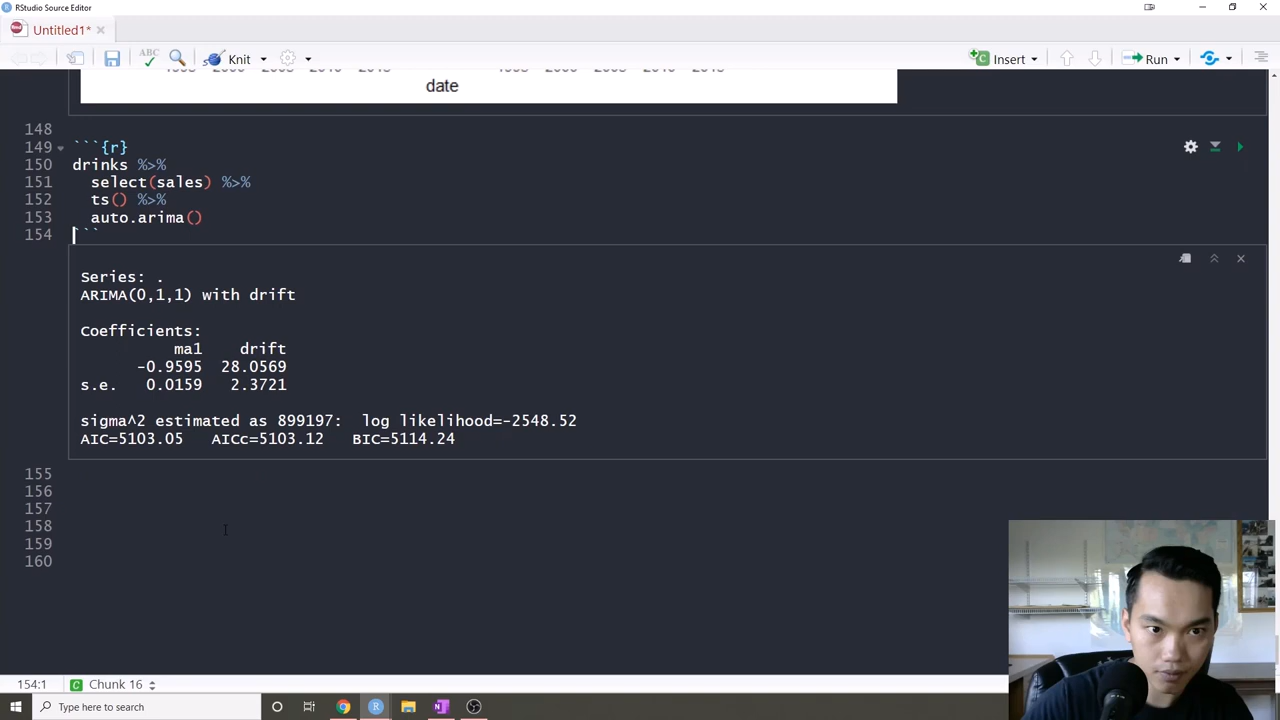 RStudio Source Editor
Untitled1*
ABC
Knit
Insert
Run
date
148
149 ```{r}
150 drinks %>%
151 select(sales) %>%
152 ts() %>%
153 auto.arima()
154 ```
Series: .
ARIMA(0,1,1) with drift
Coefficients:
ma1 drift
-0.9595 28.0569
s.e. 0.0159 2.3721
sigma^2 estimated as 899197: log likelihood=-2548.52
AIC=5103.05 AICc=5103.12 BIC=5114.24
155
156
157
158
159
160
154:1 C Chunk 16
Type here to search